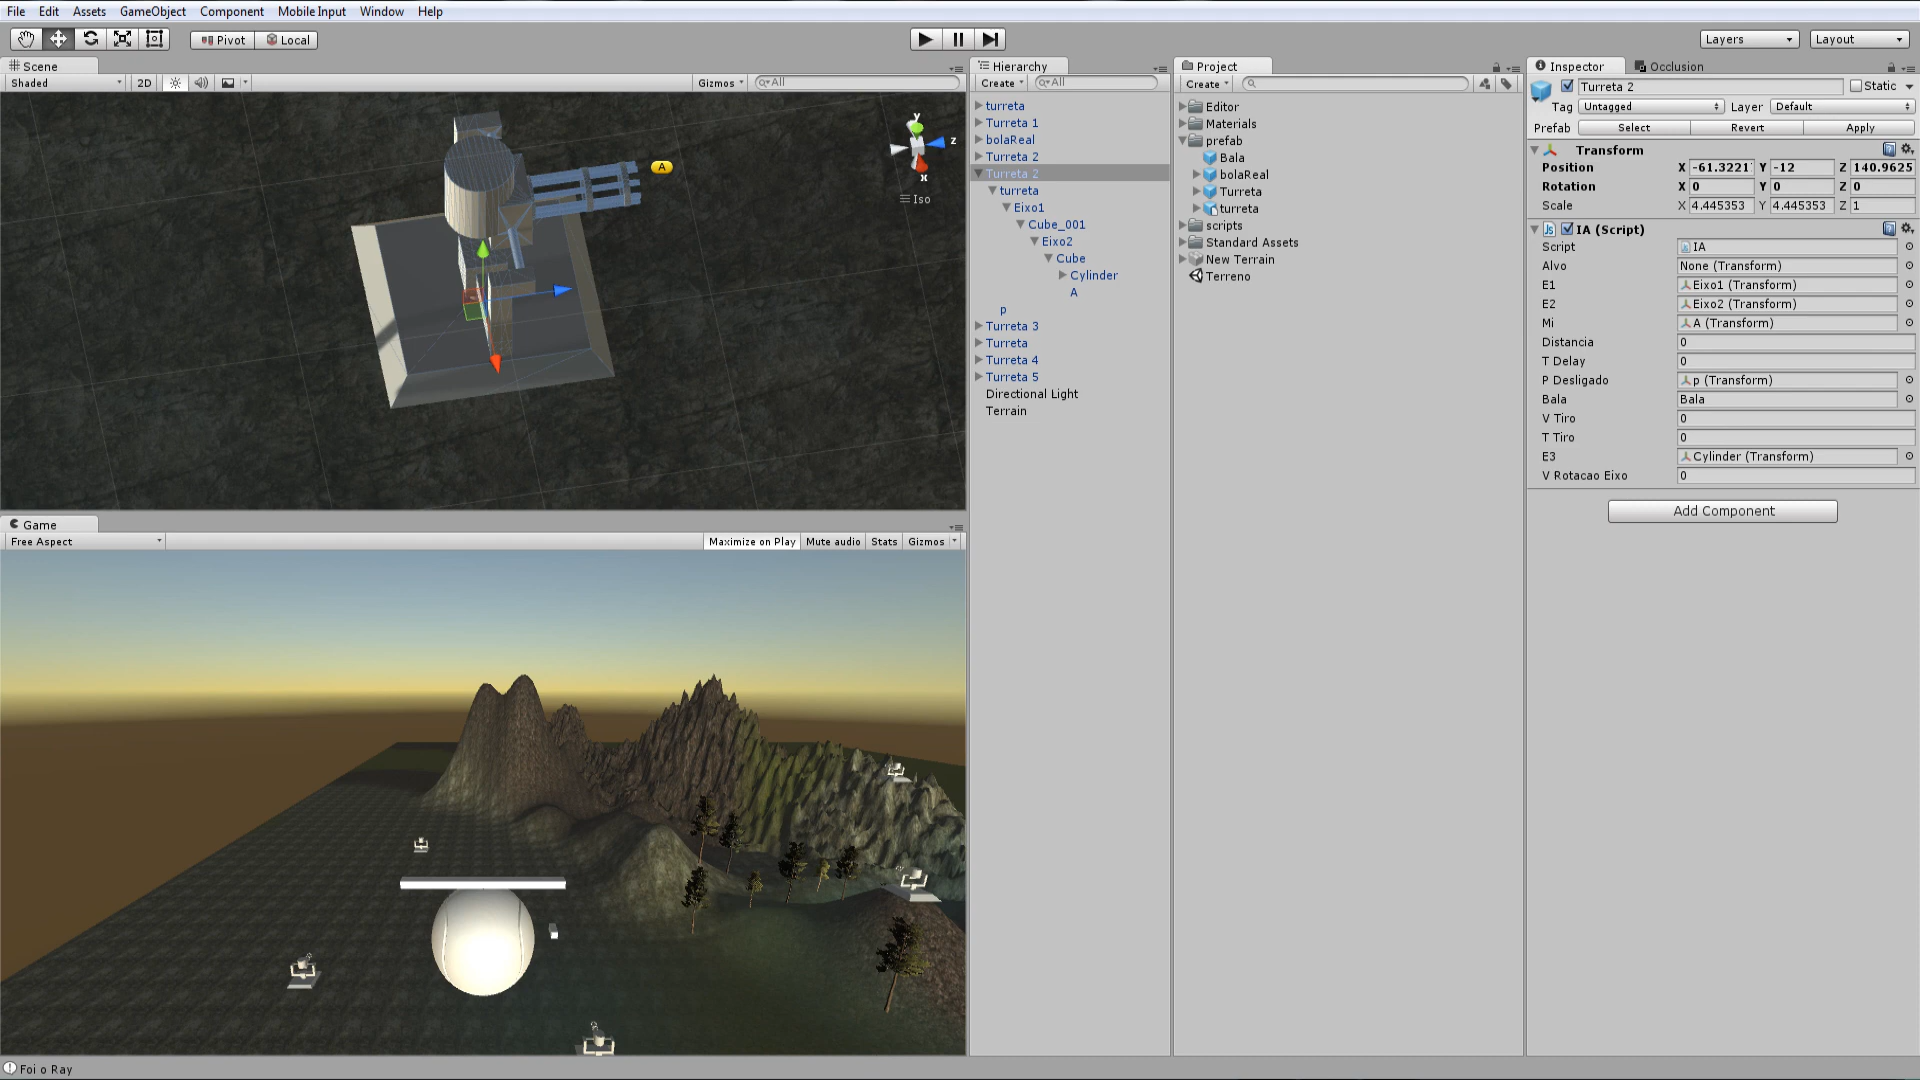 File Edit Assets GameObject Component Mobile Input Window Help
Pivot Local Layers Layout
Scene
Shaded 2D Gizmos All
A
y
z
x
Iso
Game
Free Aspect Maximize on Play Mute audio Stats Gizmos
Hierarchy
Create All
turreta
Turreta 1
bolaReal
Turreta 2
Turreta 2
turreta
Eixo1
Cube_001
Eixo2
Cube
Cylinder
A
p
Turreta 3
Turreta
Turreta 4
Turreta 5
Directional Light
Terrain
Project
Create
Editor
Materials
prefab
Bala
bolaReal
Turreta
turreta
scripts
Standard Assets
New Terrain
Terreno
Inspector Occlusion
Turreta 2 Static
Tag Untagged Layer Default
Prefab Select Revert Apply
Transform
Position X -61.3221 Y -12 Z 140.9625
Rotation X 0 Y 0 Z 0
Scale X 4.445353 Y 4.445353 Z 1
IA (Script)
Script IA
Alvo None (Transform)
E1 Eixo1 (Transform)
E2 Eixo2 (Transform)
Mi A (Transform)
Distancia 0
T Delay 0
P Desligado p (Transform)
Bala Bala
V Tiro 0
T Tiro 0
E3 Cylinder (Transform)
V Rotacao Eixo 0
Add Component
Foi o Ray